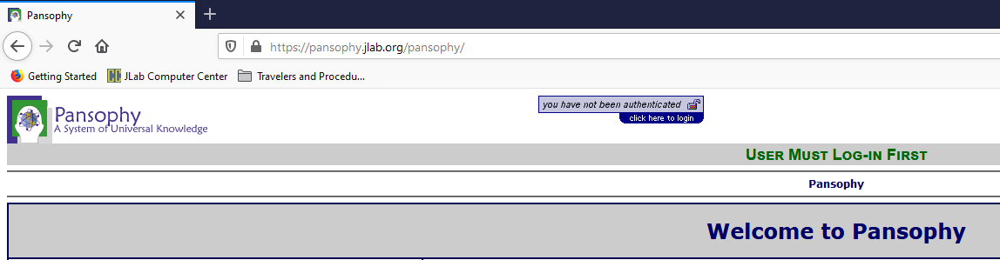 Pansophy
https://pansophy.jlab.org/pansophy/
Getting Started JLab Computer Center Travelers and Procedu...
Pansophy
A System of Universal Knowledge
you have not been authenticated
click here to login
User Must Log-in First
Pansophy
Welcome to Pansophy